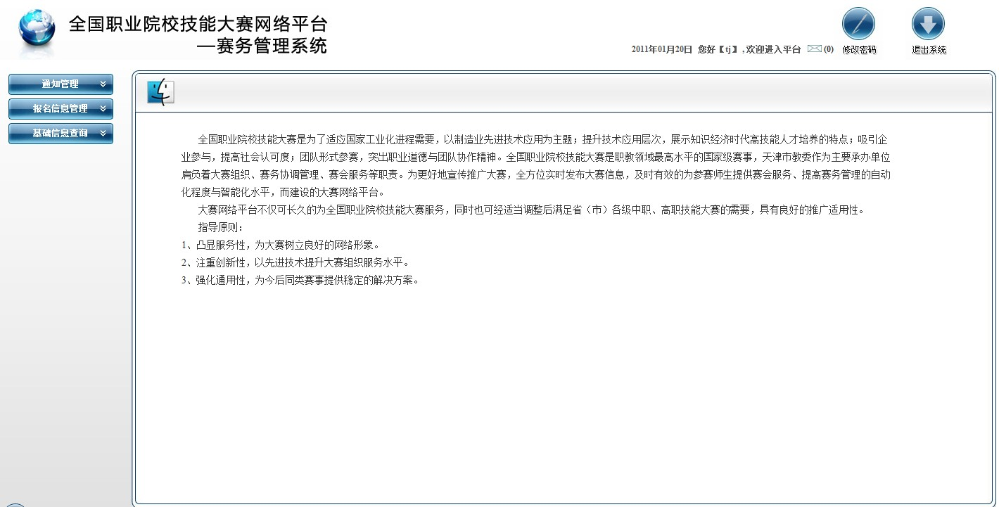 全国职业院校技能大赛网络平台
—赛务管理系统
2011年01月20日 您好【tj】,欢迎进入平台 (0) 修改密码 退出系统
通知管理
报名信息管理
基础信息查询
全国职业院校技能大赛是为了适应国家工业化进程需要，以制造业先进技术应用为主题；提升技术应用层次，展示知识经济时代高技能人才培养的特点；吸引企
业参与，提高社会认可度；团队形式参赛，突出职业道德与团队协作精神。全国职业院校技能大赛是职教领域最高水平的国家级赛事，天津市教委作为主要承办单位
肩负着大赛组织、赛务协调管理、赛会服务等职责。为更好地宣传推广大赛，全方位实时发布大赛信息，及时有效的为参赛师生提供赛会服务、提高赛务管理的自动
化程度与智能化水平，而建设的大赛网络平台。
大赛网络平台不仅可长久的为全国职业院校技能大赛服务，同时也可经适当调整后满足省（市）各级中职、高职技能大赛的需要，具有良好的推广适用性。
指导原则：
1、凸显服务性，为大赛树立良好的网络形象。
2、注重创新性，以先进技术提升大赛组织服务水平。
3、强化通用性，为今后同类赛事提供稳定的解决方案。